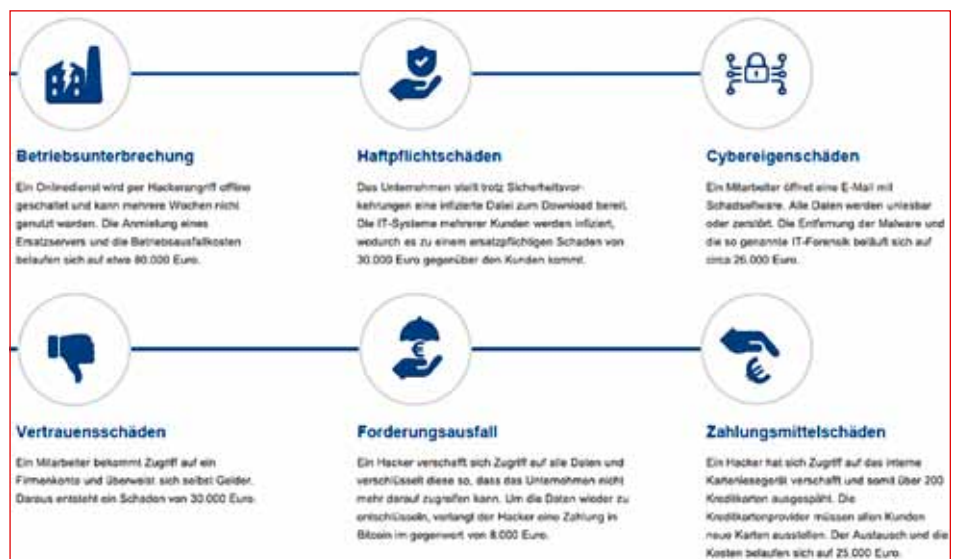 Betriebsunterbrechung
Ein Onlinedienst wird per Hackerangriff offline
geschaltet und kann mehrere Wochen nicht
genutzt werden. Die Anmietung eines
Ersatzservers und die Betriebsausfallkosten
belaufen sich auf etwa 80.000 Euro.
Haftpflichtschäden
Das Unternehmen stellt trotz Sicherheitsvor-
kehrungen eine infizierte Datei zum Download bereit.
Die IT-Systeme mehrerer Kunden werden infiziert,
wodurch es zu einem ersatzpflichtigen Schaden von
30.000 Euro gegenüber den Kunden kommt.
Cybereigenschäden
Ein Mitarbeiter öffnet eine E-Mail mit
Schadsoftware. Alle Daten werden unlesbar
oder zerstört. Die Entfernung der Malware und
die so genannte IT-Forensik beläuft sich auf
circa 26.000 Euro.
Vertrauensschäden
Ein Mitarbeiter bekommt Zugriff auf ein
Firmenkonto und überweist sich selbst Gelder.
Daraus entsteht ein Schaden von 30.000 Euro.
Forderungsausfall
Ein Hacker verschafft sich Zugriff auf alle Daten und
verschlüsselt diese so, dass das Unternehmen nicht
mehr darauf zugreifen kann. Um die Daten wieder zu
entschlüsseln, verlangt der Hacker eine Zahlung in
Bitcoin im gegenwert von 8.000 Euro.
Zahlungsmittelschäden
Ein Hacker hat sich Zugriff auf das interne
Kartenlesegerät verschafft und somit über 200
Kreditkarten ausgespäht. Die
Kreditkartenprovider müssen allen Kunden
neue Karten ausstellen. Der Austausch und die
Kosten belaufen sich auf 25.000 Euro.